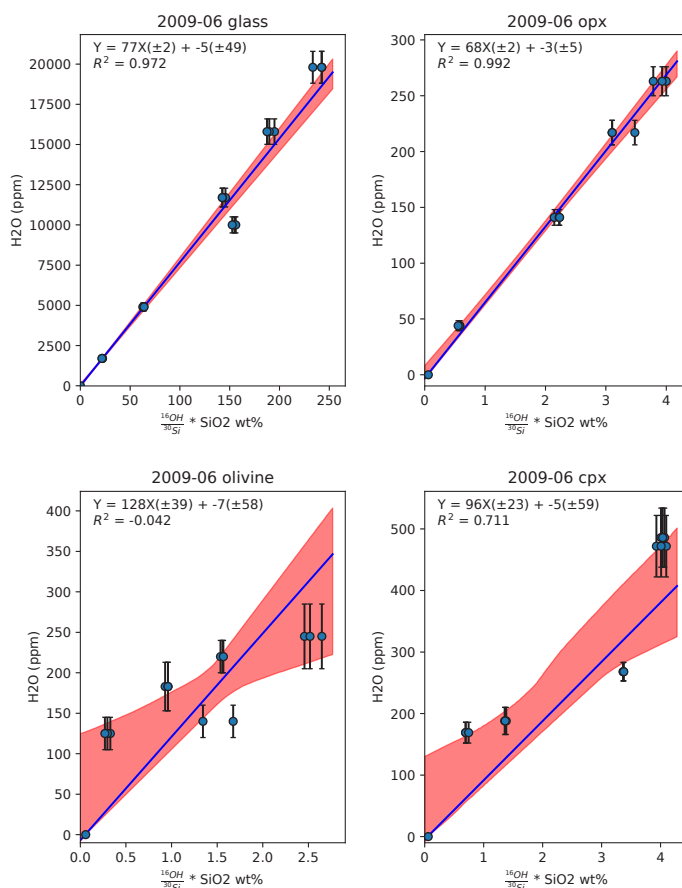 2009-06 glass
Y = 77X(±2) + -5(±49)
R² = 0.972
H2O (ppm)
20000
17500
15000
12500
10000
7500
5000
2500
0
0 50 100 150 200 250
16OH/30Si * SiO2 wt%
2009-06 opx
Y = 68X(±2) + -3(±5)
R² = 0.992
H2O (ppm)
300
250
200
150
100
50
0
0 1 2 3 4
16OH/30Si * SiO2 wt%
2009-06 olivine
Y = 128X(±39) + -7(±58)
R² = -0.042
H2O (ppm)
400
350
300
250
200
150
100
50
0
0.0 0.5 1.0 1.5 2.0 2.5
16OH/30Si * SiO2 wt%
2009-06 cpx
Y = 96X(±23) + -5(±59)
R² = 0.711
H2O (ppm)
500
400
300
200
100
0
0 1 2 3 4
16OH/30Si * SiO2 wt%